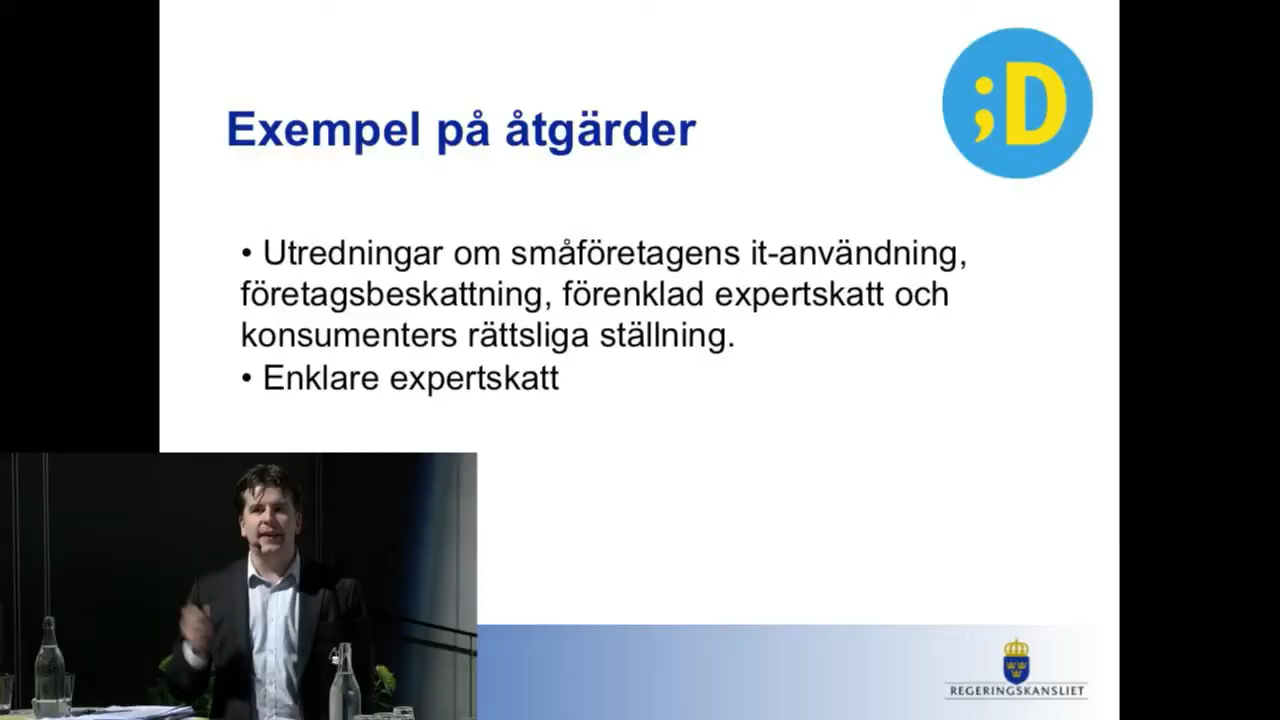 ;D
Exempel på åtgärder
• Utredningar om småföretagens it-användning,
företagsbeskattning, förenklad expertskatt och
konsumenters rättsliga ställning.
• Enklare expertskatt
REGERINGSKANSLIET